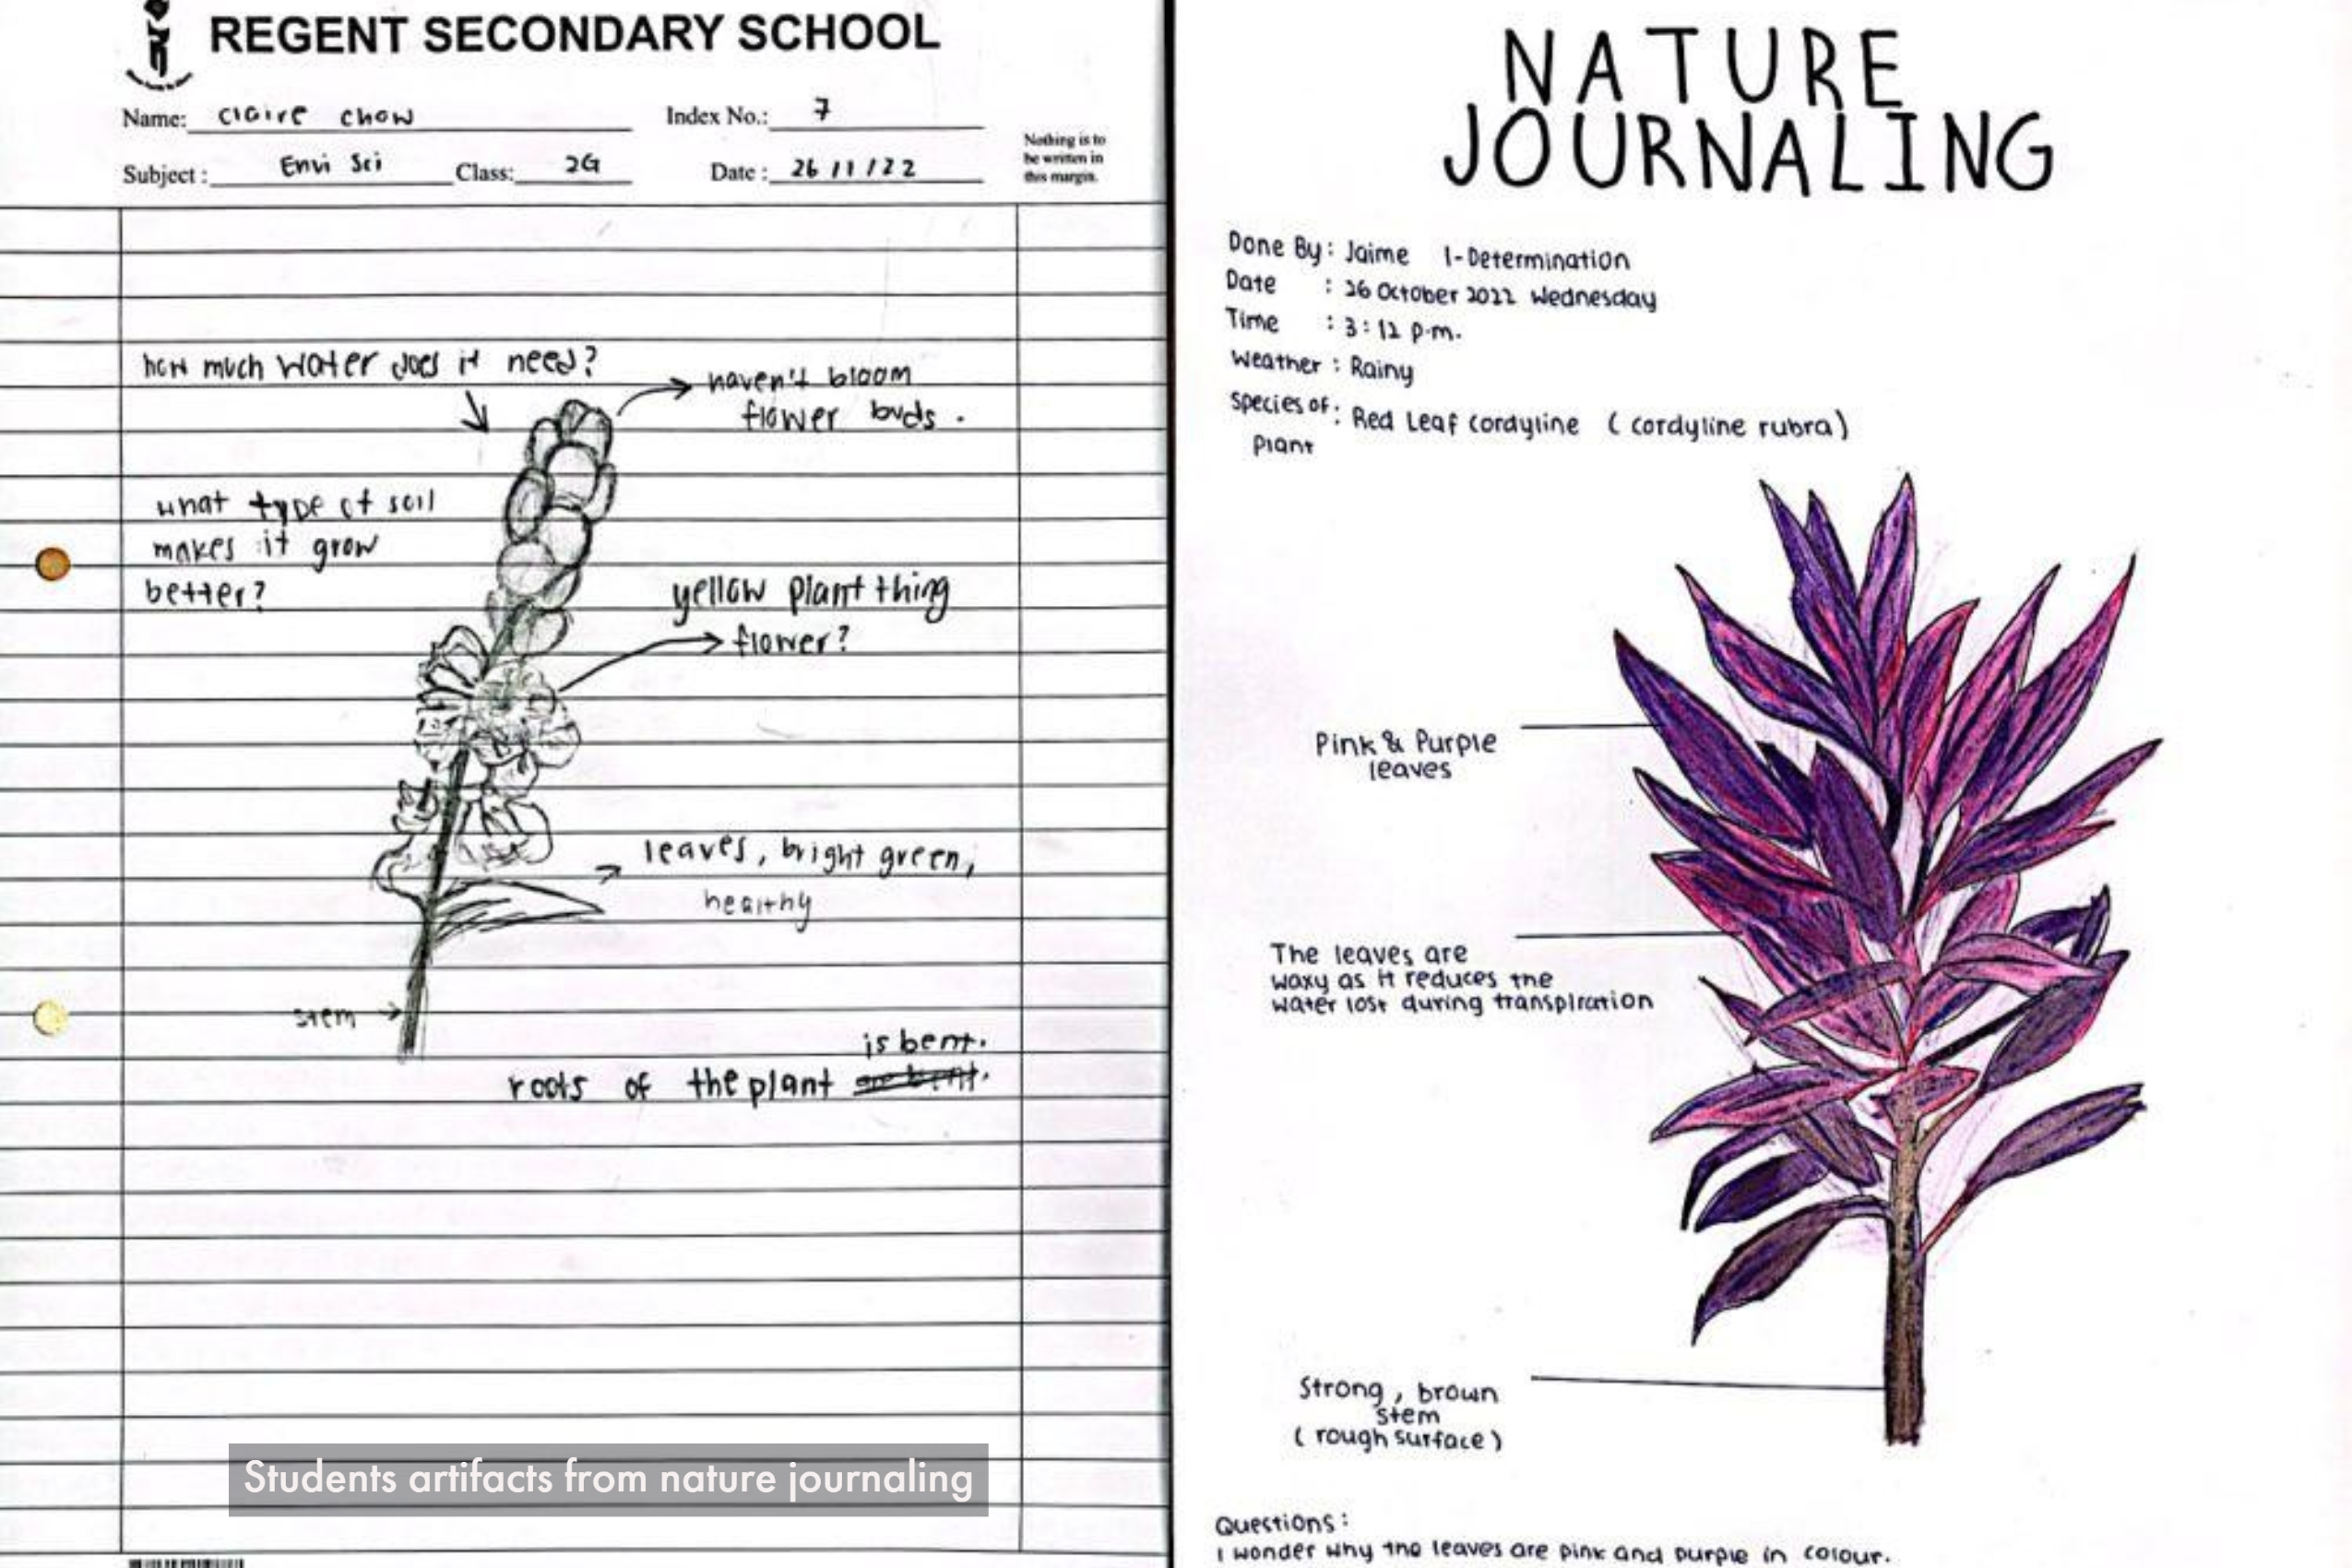 REGENT SECONDARY SCHOOL
Name: Claire Chow
Index No.: 7
Subject: Envi Sci Class: 2G Date: 26/1/22
Nothing is to
be written in
this margin.
how much water does it need?
haven't bloom
flower buds.
what type of soil
makes it grow
better?
yellow plant thing
flower?
leaves, bright green,
healthy
stem
is bent.
roots of the plant
Students artifacts from nature journaling
NATURE
JOURNALING
Done By: Jaime 1-Determination
Date : 26 October 2022 Wednesday
Time : 3:12 p.m.
Weather: Rainy
Species of: Red Leaf cordyline (cordyline rubra)
Plant
Pink & Purple
leaves
The leaves are
waxy as it reduces the
water lost during transpiration
Strong, brown
stem
(rough surface)
Questions:
I wonder why the leaves are pink and purple in colour.